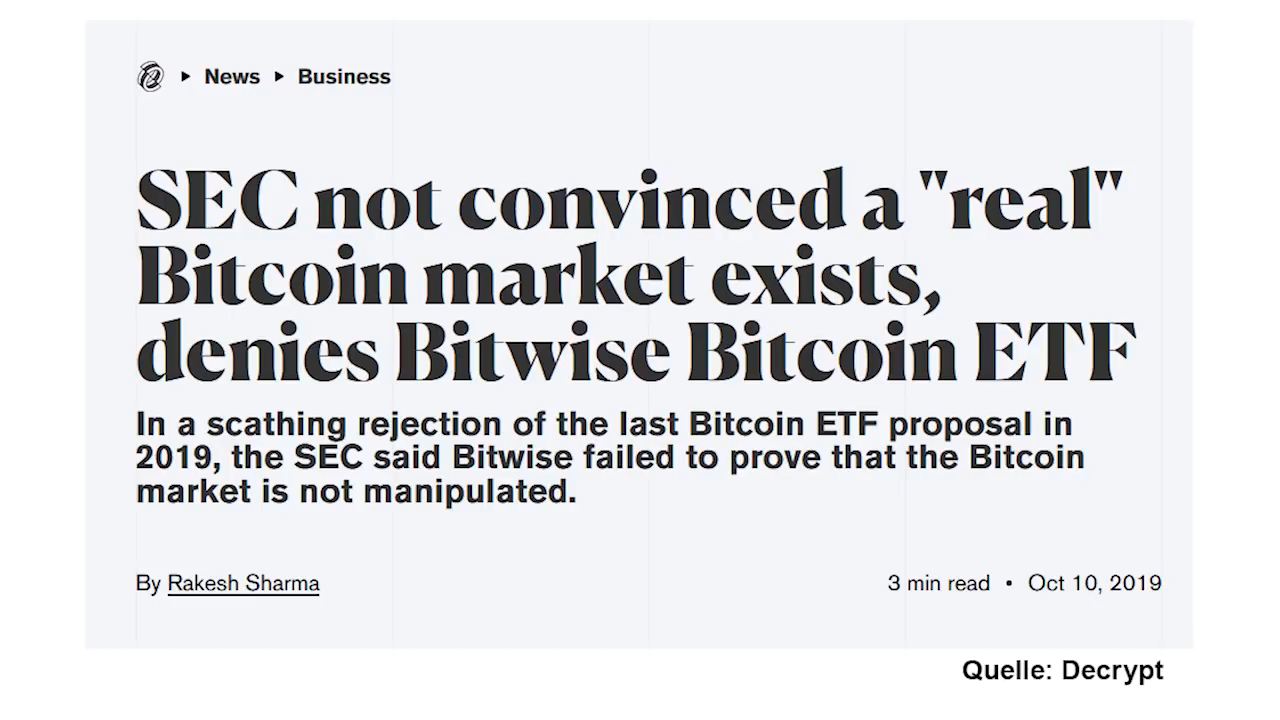 News Business
SEC not convinced a "real"
Bitcoin market exists,
denies Bitwise Bitcoin ETF
In a scathing rejection of the last Bitcoin ETF proposal in
2019, the SEC said Bitwise failed to prove that the Bitcoin
market is not manipulated.
By Rakesh Sharma 3 min read • Oct 10, 2019
Quelle: Decrypt